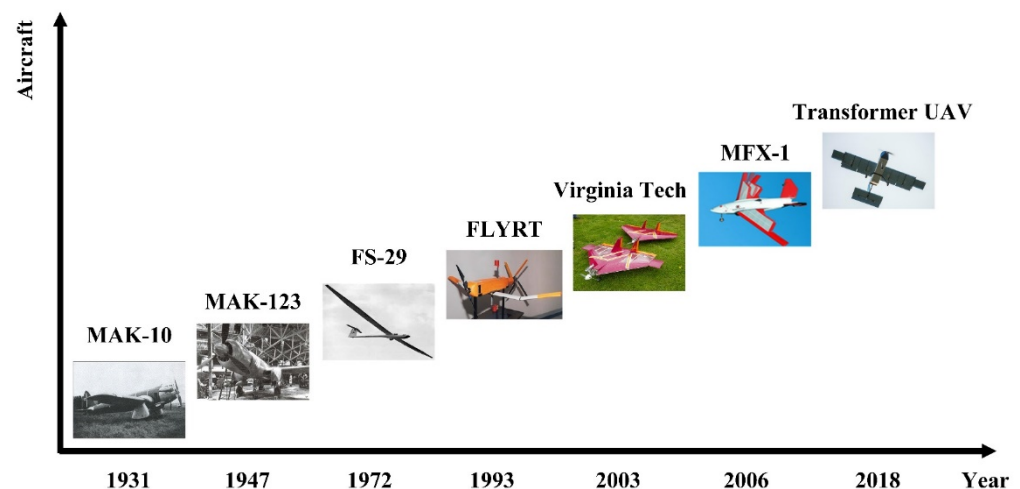 Aircraft
Transformer UAV
MFX-1
Virginia Tech
FLYRT
FS-29
MAK-123
MAK-10
1931 1947 1972 1993 2003 2006 2018 Year